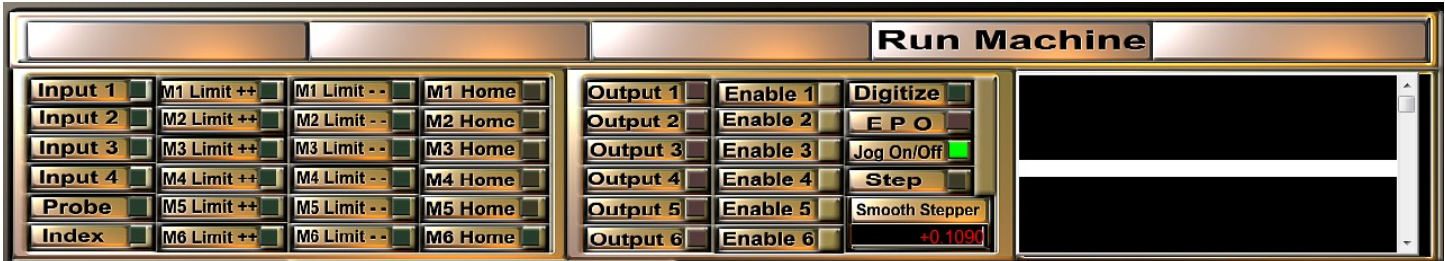 Run Machine
Input 1 M1 Limit ++ M1 Limit - - M1 Home Output 1 Enable 1 Digitize
Input 2 M2 Limit ++ M2 Limit - - M2 Home Output 2 Enable 2 E P O
Input 3 M3 Limit ++ M3 Limit - - M3 Home Output 3 Enable 3 Jog On/Off
Input 4 M4 Limit ++ M4 Limit - - M4 Home Output 4 Enable 4 Step
Probe M5 Limit ++ M5 Limit - - M5 Home Output 5 Enable 5 Smooth Stepper
Index M6 Limit ++ M6 Limit - - M6 Home Output 6 Enable 6 +0.1090